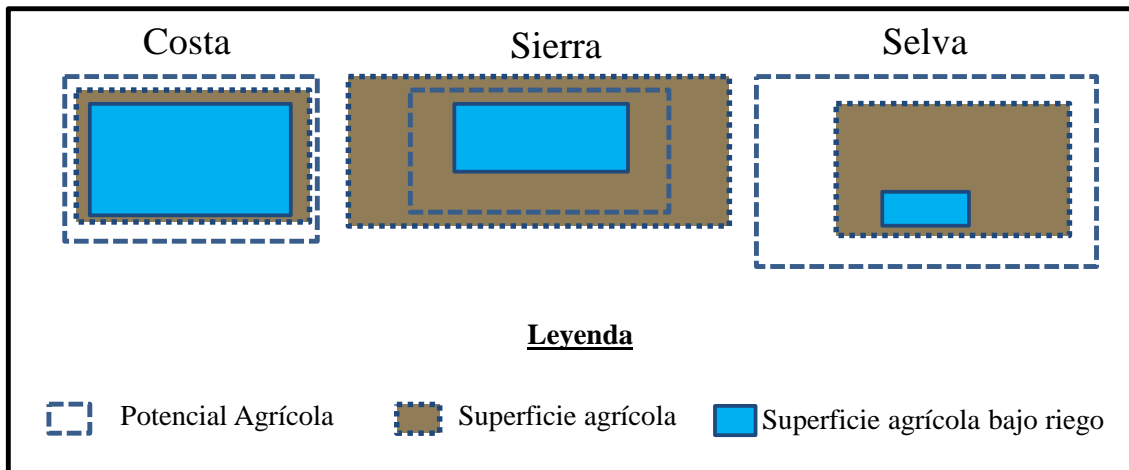 Costa
Sierra
Selva
Leyenda
Potencial Agrícola
Superficie agrícola
Superficie agrícola bajo riego